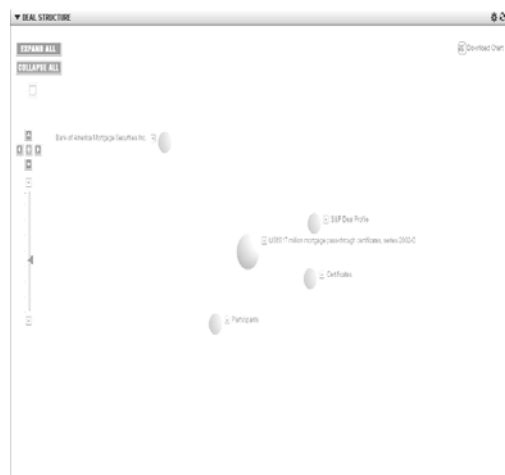 DEAL STRUCTURE
EXPAND ALL
Download Chart
COLLAPSE ALL
Bank of America Mortgage Securities Inc.
S&P Deal Profile
million mortgage pass-through certificates, series
Certificates
Participants